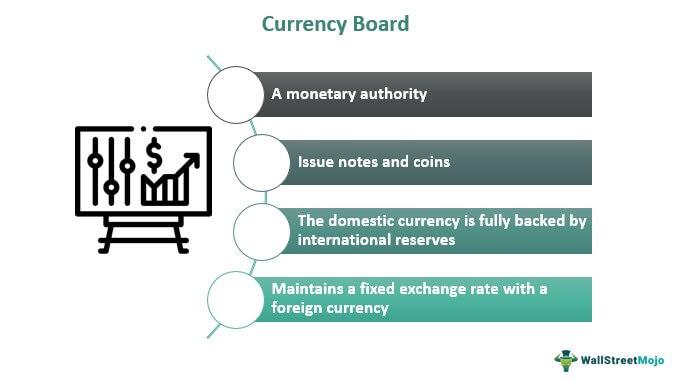 Currency Board
A monetary authority
Issue notes and coins
The domestic currency is fully backed by
international reserves
Maintains a fixed exchange rate with a
foreign currency
$
WallStreetMojo